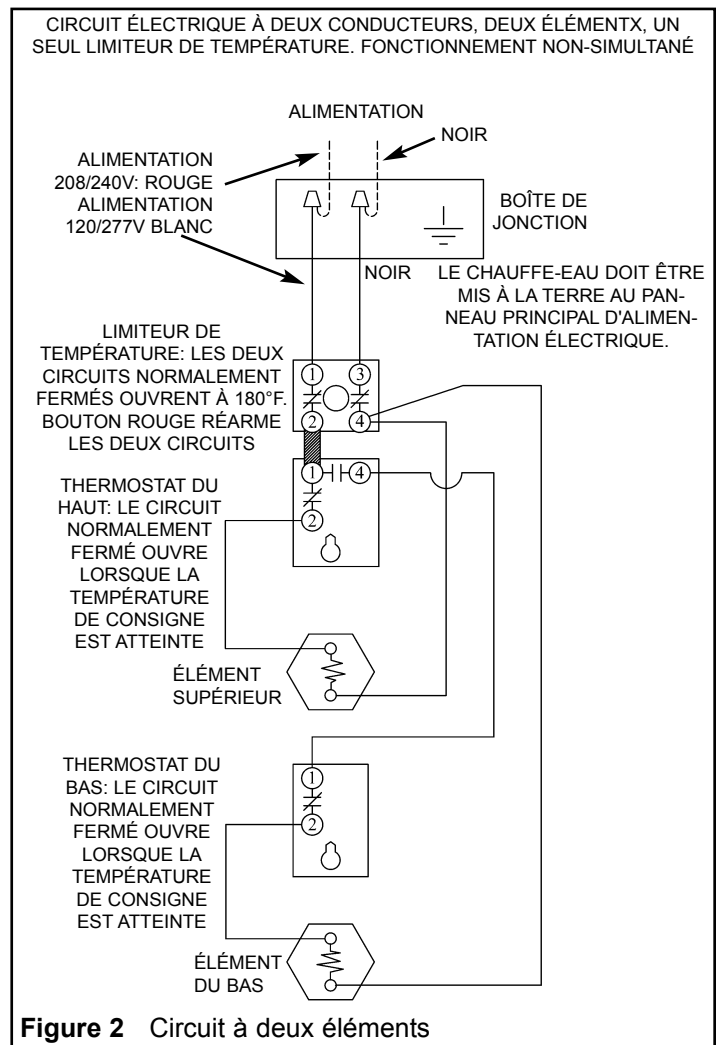 CIRCUIT ÉLECTRIQUE À DEUX CONDUCTEURS, DEUX ÉLÉMENTX, UN
SEUL LIMITEUR DE TEMPÉRATURE. FONCTIONNEMENT NON-SIMULTANÉ
ALIMENTATION
NOIR
ALIMENTATION
208/240V: ROUGE
ALIMENTATION
120/277V BLANC
BOÎTE DE
JONCTION
NOIR
LE CHAUFFE-EAU DOIT ÊTRE
MIS À LA TERRE AU PAN-
NEAU PRINCIPAL D'ALIMEN-
TATION ÉLECTRIQUE.
LIMITEUR DE
TEMPÉRATURE: LES DEUX
CIRCUITS NORMALEMENT
FERMÉS OUVRENT À 180°F.
BOUTON ROUGE RÉARME
LES DEUX CIRCUITS
1 3
2 4
THERMOSTAT DU
HAUT: LE CIRCUIT
NORMALEMENT
FERMÉ OUVRE
LORSQUE LA
TEMPÉRATURE
DE CONSIGNE
EST ATTEINTE
1 4
2
ÉLÉMENT
SUPÉRIEUR
THERMOSTAT DU
BAS: LE CIRCUIT
NORMALEMENT
FERMÉ OUVRE
LORSQUE LA
TEMPÉRATURE
DE CONSIGNE
EST ATTEINTE
1
2
ÉLÉMENT
DU BAS
Figure 2 Circuit à deux éléments